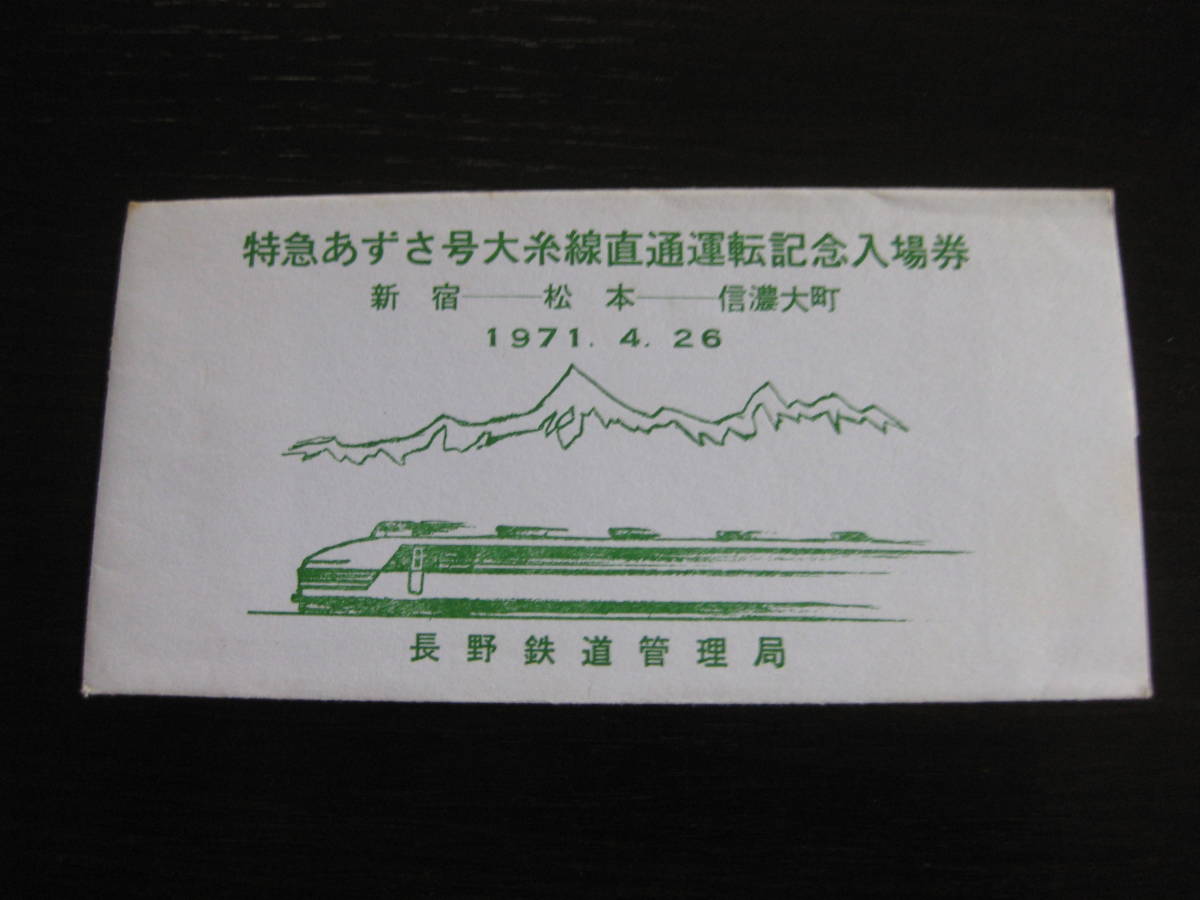 特急あずさ号大糸線直通運転記念入場券
新宿――松本――信濃大町
1971. 4. 26
長野鉄道管理局